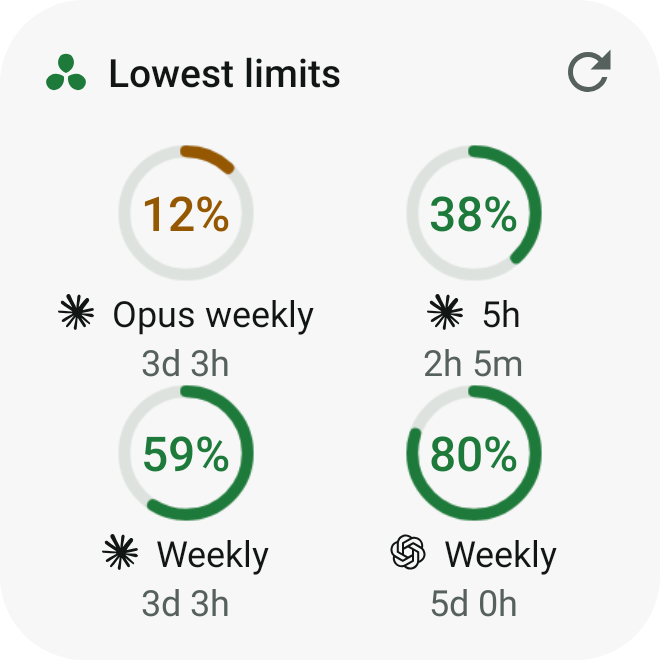 Lowest limits
12%
38%
Opus weekly
5h
3d 3h
2h 5m
59%
80%
Weekly
Weekly
3d 3h
5d 0h